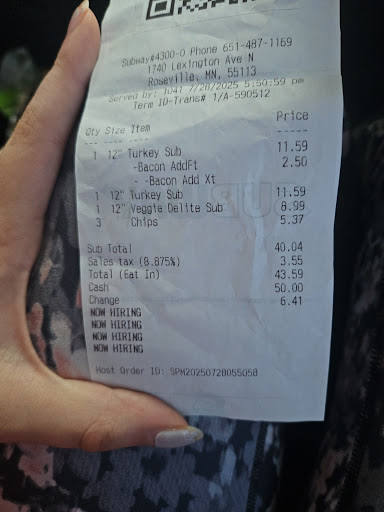 Subway#4300-0 Phone 651-487-1169
1740 Lexington Ave N
Roseville, MN, 55113
Served by: 1041 7/28/2025 5:50:59 pm
Term ID-Trans# 1/A-590512
Qty Size Item Price
--- ---- ---- -----
1 12" Turkey Sub 11.59
-Bacon AddFt 2.50
- -Bacon Add Xt
1 12" Turkey Sub 11.59
1 12" Veggie Delite Sub 8.99
3 Chips 5.37
Sub Total 40.04
Sales tax (8.875%) 3.55
Total (Eat In) 43.59
Cash 50.00
Change 6.41
NOW HIRING
NOW HIRING
NOW HIRING
NOW HIRING
Host Order ID: SPM20250728055058